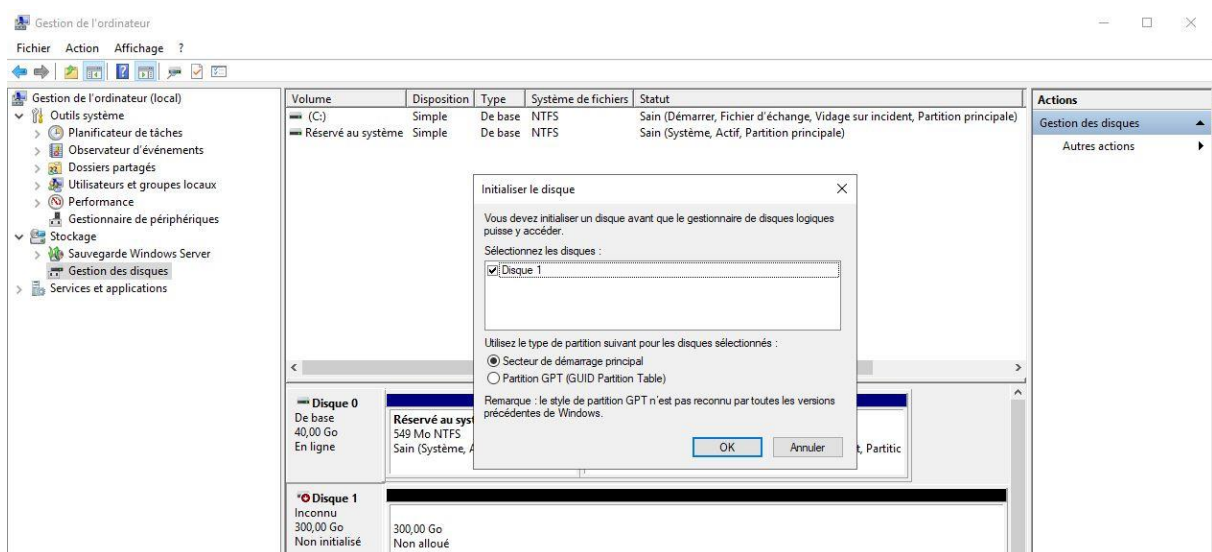 Gestion de l'ordinateur
Fichier Action Affichage ?
Gestion de l'ordinateur (local)
Outils système
Planificateur de tâches
Observateur d'événements
Dossiers partagés
Utilisateurs et groupes locaux
Performance
Gestionnaire de périphériques
Stockage
Sauvegarde Windows Server
Gestion des disques
Services et applications
Volume Disposition Type Système de fichiers Statut
(C:) Simple De base NTFS Sain (Démarrer, Fichier d'échange, Vidage sur incident, Partition principale)
Réservé au système Simple De base NTFS Sain (Système, Actif, Partition principale)
Initialiser le disque
Vous devez initialiser un disque avant que le gestionnaire de disques logiques
puisse y accéder.
Sélectionnez les disques :
Disque 1
Utilisez le type de partition suivant pour les disques sélectionnés :
Secteur de démarrage principal
Partition GPT (GUID Partition Table)
Remarque : le style de partition GPT n'est pas reconnu par toutes les versions
précédentes de Windows.
OK Annuler
Disque 0
De base
40,00 Go
En ligne
Réservé au syst
549 Mo NTFS
Sain (Système, A
t, Partitic
Disque 1
Inconnu
300,00 Go
Non initialisé
300,00 Go
Non alloué
Actions
Gestion des disques
Autres actions